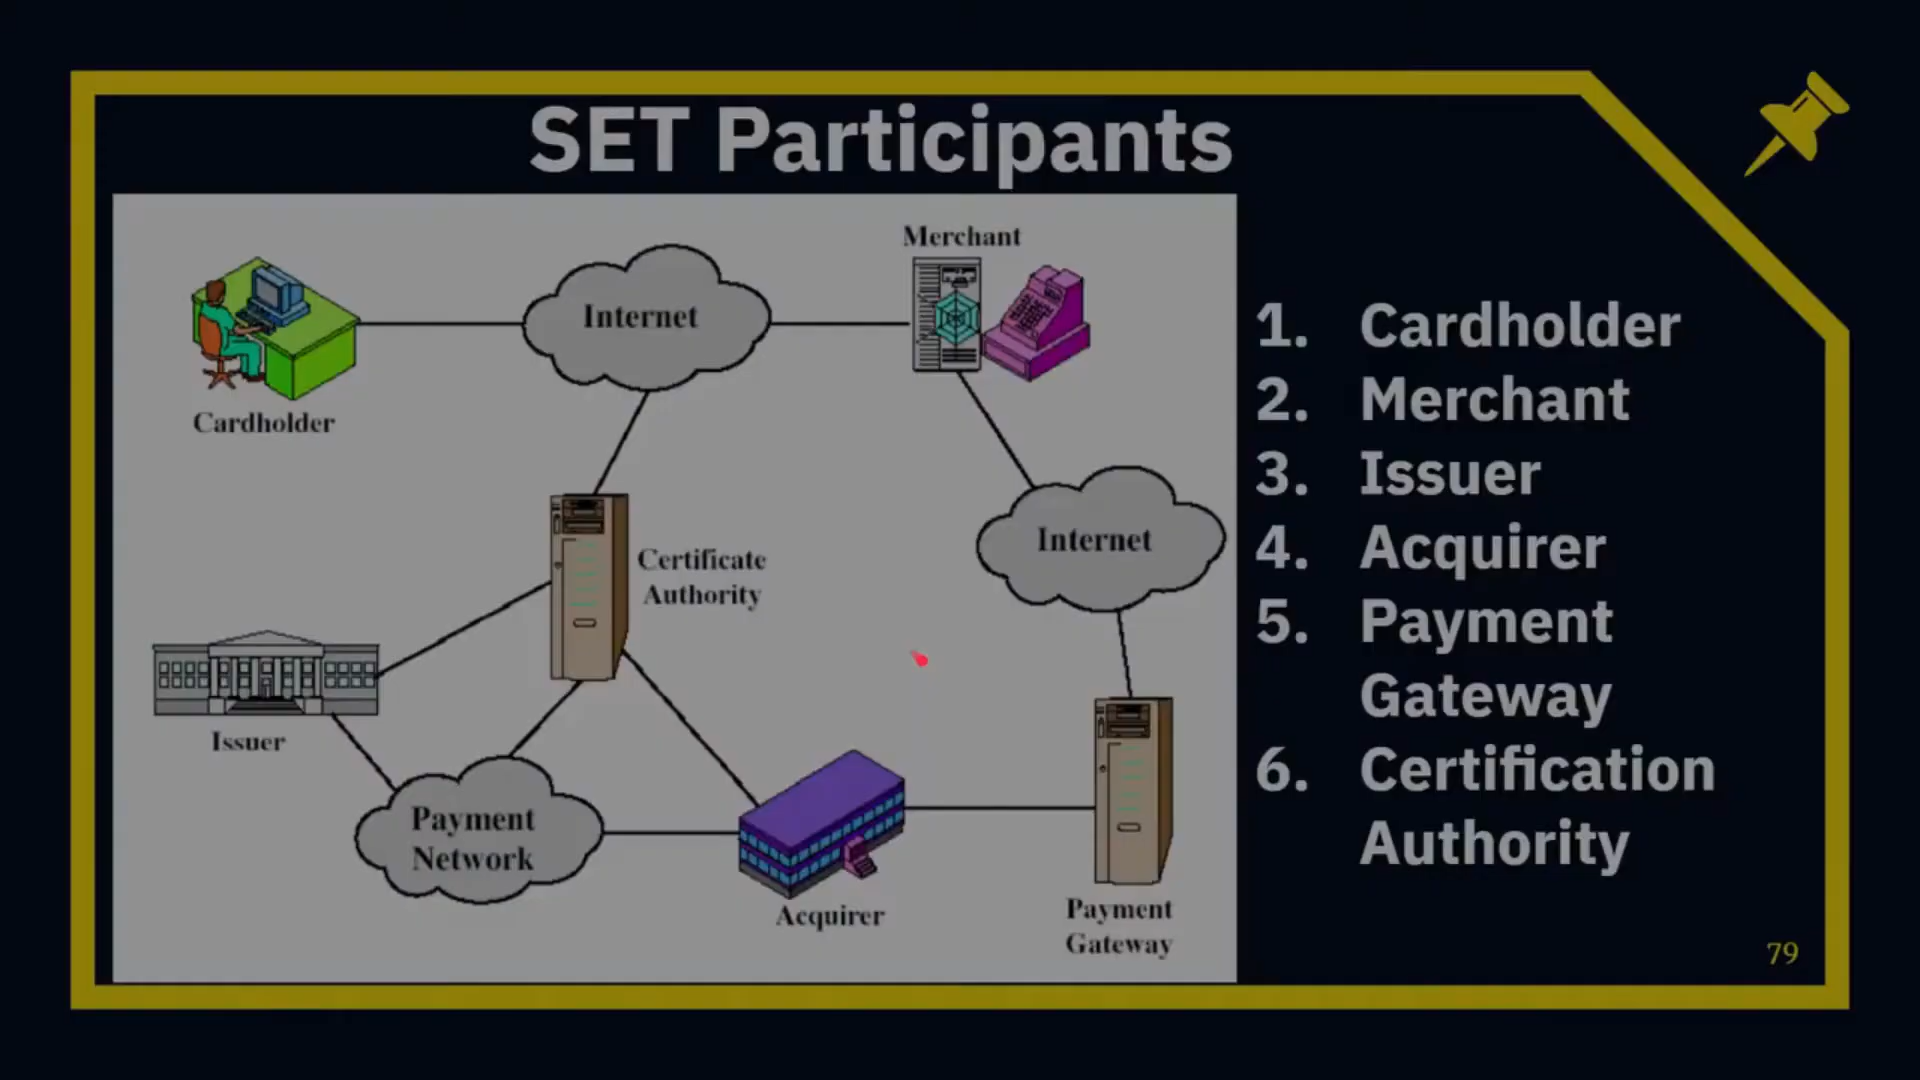 SET Participants
Merchant
Internet
Cardholder
Internet
Certificate
Authority
Issuer
Payment
Network
Acquirer
Payment
Gateway
1. Cardholder
2. Merchant
3. Issuer
4. Acquirer
5. Payment
Gateway
6. Certification
Authority
79